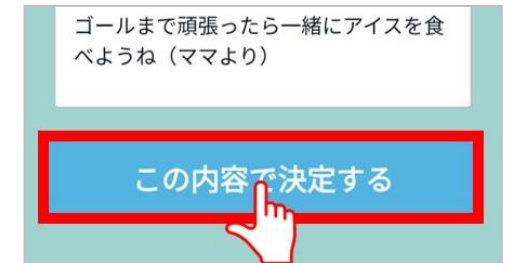 ゴールまで頑張ったら一緒にアイスを食
べようね（ママより）
この内容で決定する